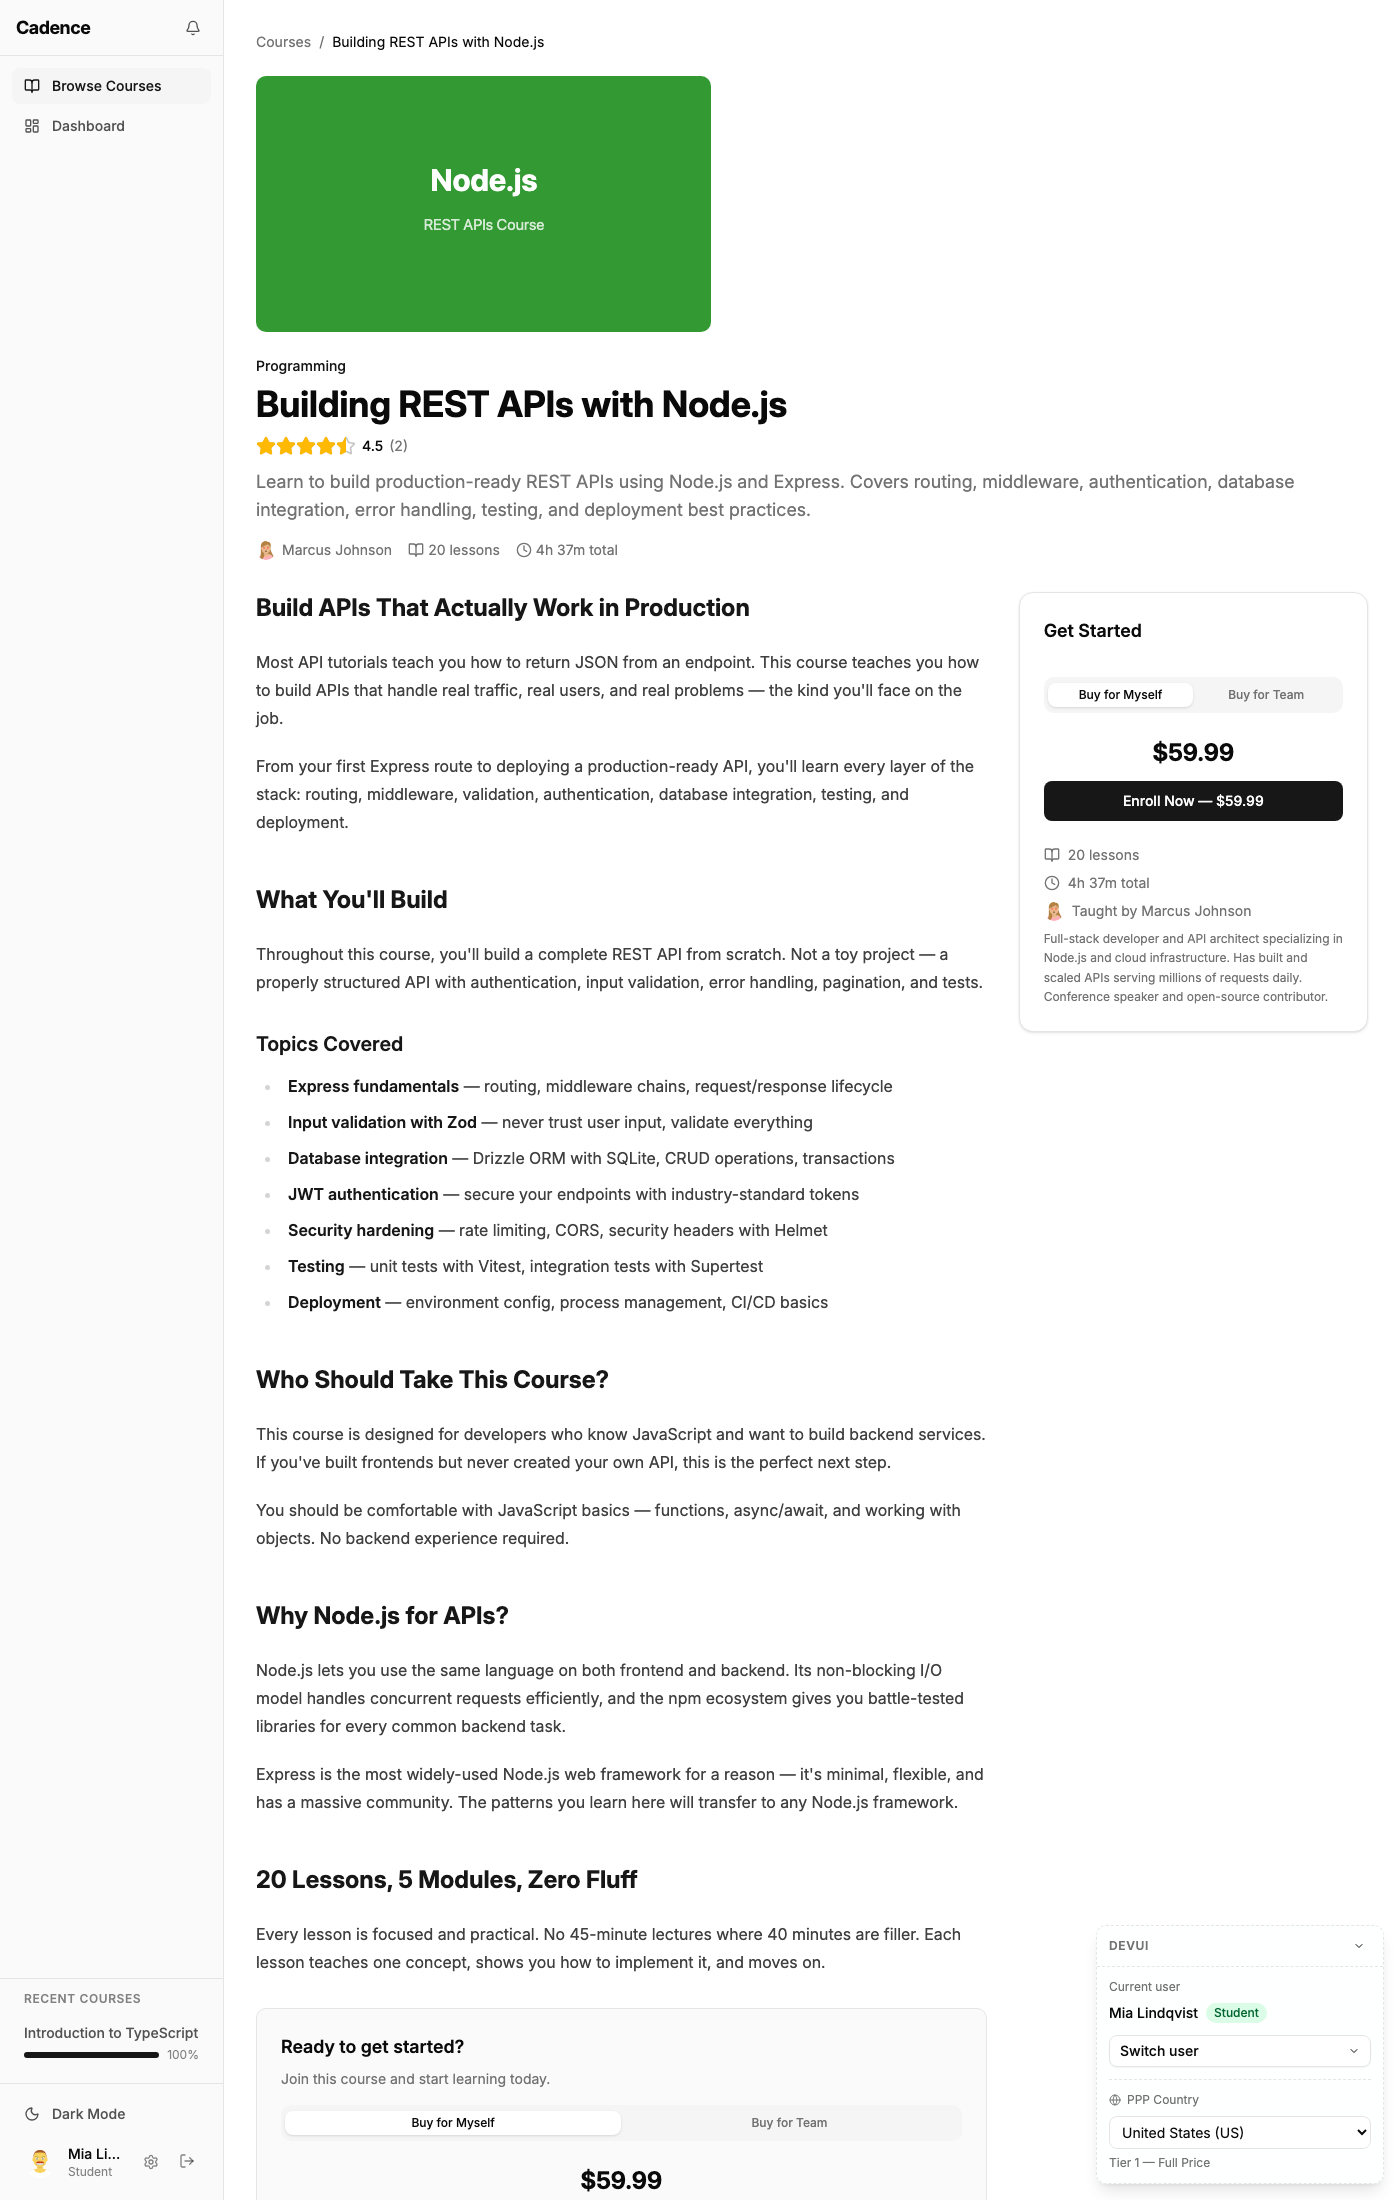 Cadence
Browse Courses
Dashboard
Courses / Building REST APIs with Node.js
Node.js
REST APIs Course
Programming
Building REST APIs with Node.js
4.5 (2)
Learn to build production-ready REST APIs using Node.js and Express. Covers routing, middleware, authentication, database
integration, error handling, testing, and deployment best practices.
Marcus Johnson 20 lessons 4h 37m total
Build APIs That Actually Work in Production
Most API tutorials teach you how to return JSON from an endpoint. This course teaches you how
to build APIs that handle real traffic, real users, and real problems — the kind you'll face on the
job.
From your first Express route to deploying a production-ready API, you'll learn every layer of the
stack: routing, middleware, validation, authentication, database integration, testing, and
deployment.
What You'll Build
Throughout this course, you'll build a complete REST API from scratch. Not a toy project — a
properly structured API with authentication, input validation, error handling, pagination, and tests.
Topics Covered
Express fundamentals — routing, middleware chains, request/response lifecycle
Input validation with Zod — never trust user input, validate everything
Database integration — Drizzle ORM with SQLite, CRUD operations, transactions
JWT authentication — secure your endpoints with industry-standard tokens
Security hardening — rate limiting, CORS, security headers with Helmet
Testing — unit tests with Vitest, integration tests with Supertest
Deployment — environment config, process management, CI/CD basics
Who Should Take This Course?
This course is designed for developers who know JavaScript and want to build backend services.
If you've built frontends but never created your own API, this is the perfect next step.
You should be comfortable with JavaScript basics — functions, async/await, and working with
objects. No backend experience required.
Why Node.js for APIs?
Node.js lets you use the same language on both frontend and backend. Its non-blocking I/O
model handles concurrent requests efficiently, and the npm ecosystem gives you battle-tested
libraries for every common backend task.
Express is the most widely-used Node.js web framework for a reason — it's minimal, flexible, and
has a massive community. The patterns you learn here will transfer to any Node.js framework.
20 Lessons, 5 Modules, Zero Fluff
Every lesson is focused and practical. No 45-minute lectures where 40 minutes are filler. Each
lesson teaches one concept, shows you how to implement it, and moves on.
Ready to get started?
Join this course and start learning today.
Buy for Myself Buy for Team
$59.99
Get Started
Buy for Myself Buy for Team
$59.99
Enroll Now — $59.99
20 lessons
4h 37m total
Taught by Marcus Johnson
Full-stack developer and API architect specializing in
Node.js and cloud infrastructure. Has built and
scaled APIs serving millions of requests daily.
Conference speaker and open-source contributor.
RECENT COURSES
Introduction to TypeScript
100%
Dark Mode
Mia Li...
Student
DEVUI
Current user
Mia Lindqvist Student
Switch user
PPP Country
United States (US)
Tier 1 — Full Price